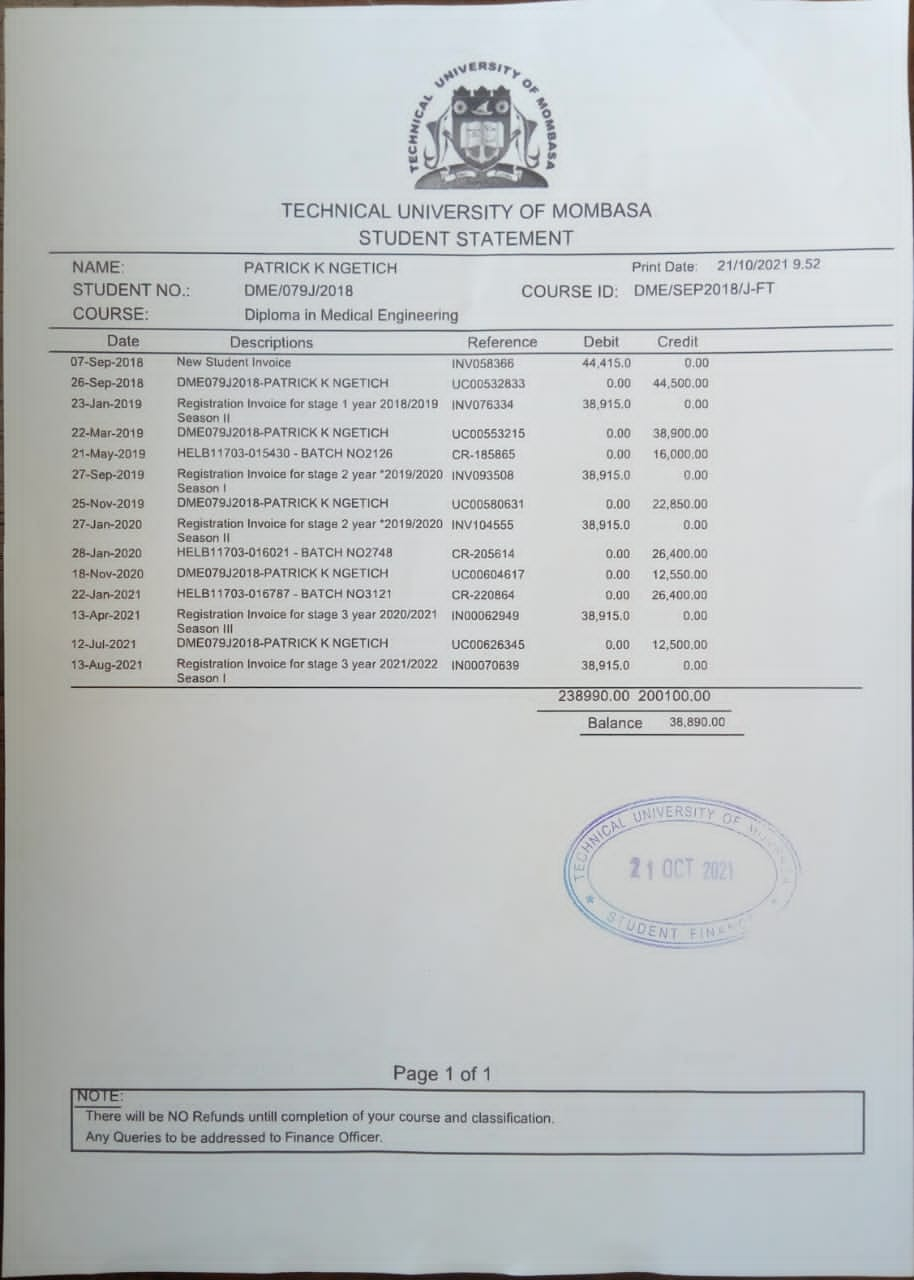 TECHNICAL UNIVERSITY OF MOMBASA
TECHNICAL UNIVERSITY OF MOMBASA
STUDENT STATEMENT
NAME: PATRICK K NGETICH Print Date: 21/10/2021 9.52
STUDENT NO.: DME/079J/2018 COURSE ID: DME/SEP2018/J-FT
COURSE: Diploma in Medical Engineering
Date Descriptions Reference Debit Credit
07-Sep-2018 New Student Invoice INV058366 44,415.0 0.00
26-Sep-2018 DME079J2018-PATRICK K NGETICH UC00532833 0.00 44,500.00
23-Jan-2019 Registration Invoice for stage 1 year 2018/2019 INV076334 38,915.0 0.00
Season II
22-Mar-2019 DME079J2018-PATRICK K NGETICH UC00553215 0.00 38,900.00
21-May-2019 HELB11703-015430 - BATCH NO2126 CR-185865 0.00 16,000.00
27-Sep-2019 Registration Invoice for stage 2 year *2019/2020 INV093508 38,915.0 0.00
Season I
25-Nov-2019 DME079J2018-PATRICK K NGETICH UC00580631 0.00 22,850.00
27-Jan-2020 Registration Invoice for stage 2 year *2019/2020 INV104555 38,915.0 0.00
Season II
28-Jan-2020 HELB11703-016021 - BATCH NO2748 CR-205614 0.00 26,400.00
18-Nov-2020 DME079J2018-PATRICK K NGETICH UC00604617 0.00 12,550.00
22-Jan-2021 HELB11703-016787 - BATCH NO3121 CR-220864 0.00 26,400.00
13-Apr-2021 Registration Invoice for stage 3 year 2020/2021 IN00062949 38,915.0 0.00
Season III
12-Jul-2021 DME079J2018-PATRICK K NGETICH UC00626345 0.00 12,500.00
13-Aug-2021 Registration Invoice for stage 3 year 2021/2022 IN00070639 38,915.0 0.00
Season I
238990.00 200100.00
Balance 38,890.00
TECHNICAL UNIVERSITY OF MOMBASA
21 OCT 2021
* STUDENT FINANCE *
Page 1 of 1
NOTE:
There will be NO Refunds untill completion of your course and classification.
Any Queries to be addressed to Finance Officer.